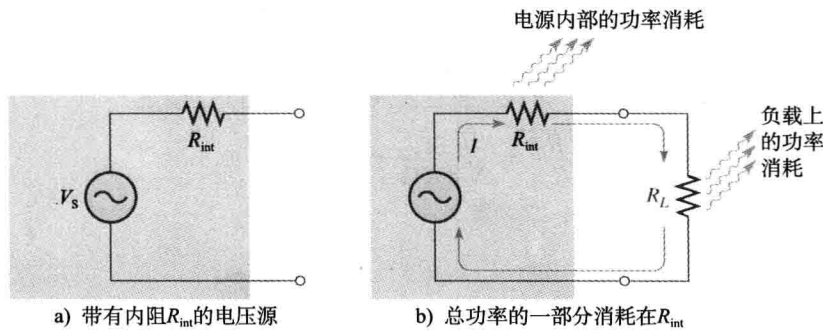 电源内部的功率消耗
负载上
的功率
消耗
R_int
V_S
I
R_int
R_L
a) 带有内阻R_int的电压源
b) 总功率的一部分消耗在R_int